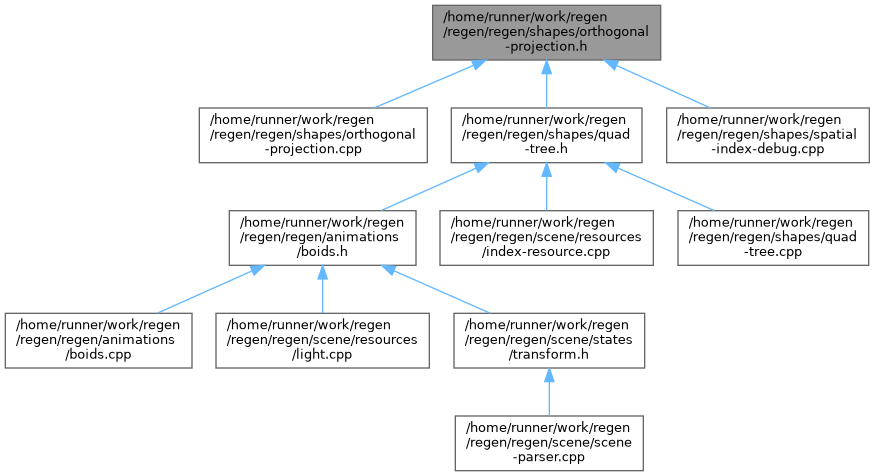 /home/runner/work/regen
/regen/regen/shapes/orthogonal
-projection.h
/home/runner/work/regen
/regen/regen/shapes/orthogonal
-projection.cpp
/home/runner/work/regen
/regen/regen/shapes/quad
-tree.h
/home/runner/work/regen
/regen/regen/shapes/spatial
-index-debug.cpp
/home/runner/work/regen
/regen/regen/animations
/boids.h
/home/runner/work/regen
/regen/regen/scene/resources
/index-resource.cpp
/home/runner/work/regen
/regen/regen/shapes/quad
-tree.cpp
/home/runner/work/regen
/regen/regen/animations
/boids.cpp
/home/runner/work/regen
/regen/regen/scene/resources
/light.cpp
/home/runner/work/regen
/regen/regen/scene/states
/transform.h
/home/runner/work/regen
/regen/regen/scene/scene
-parser.cpp